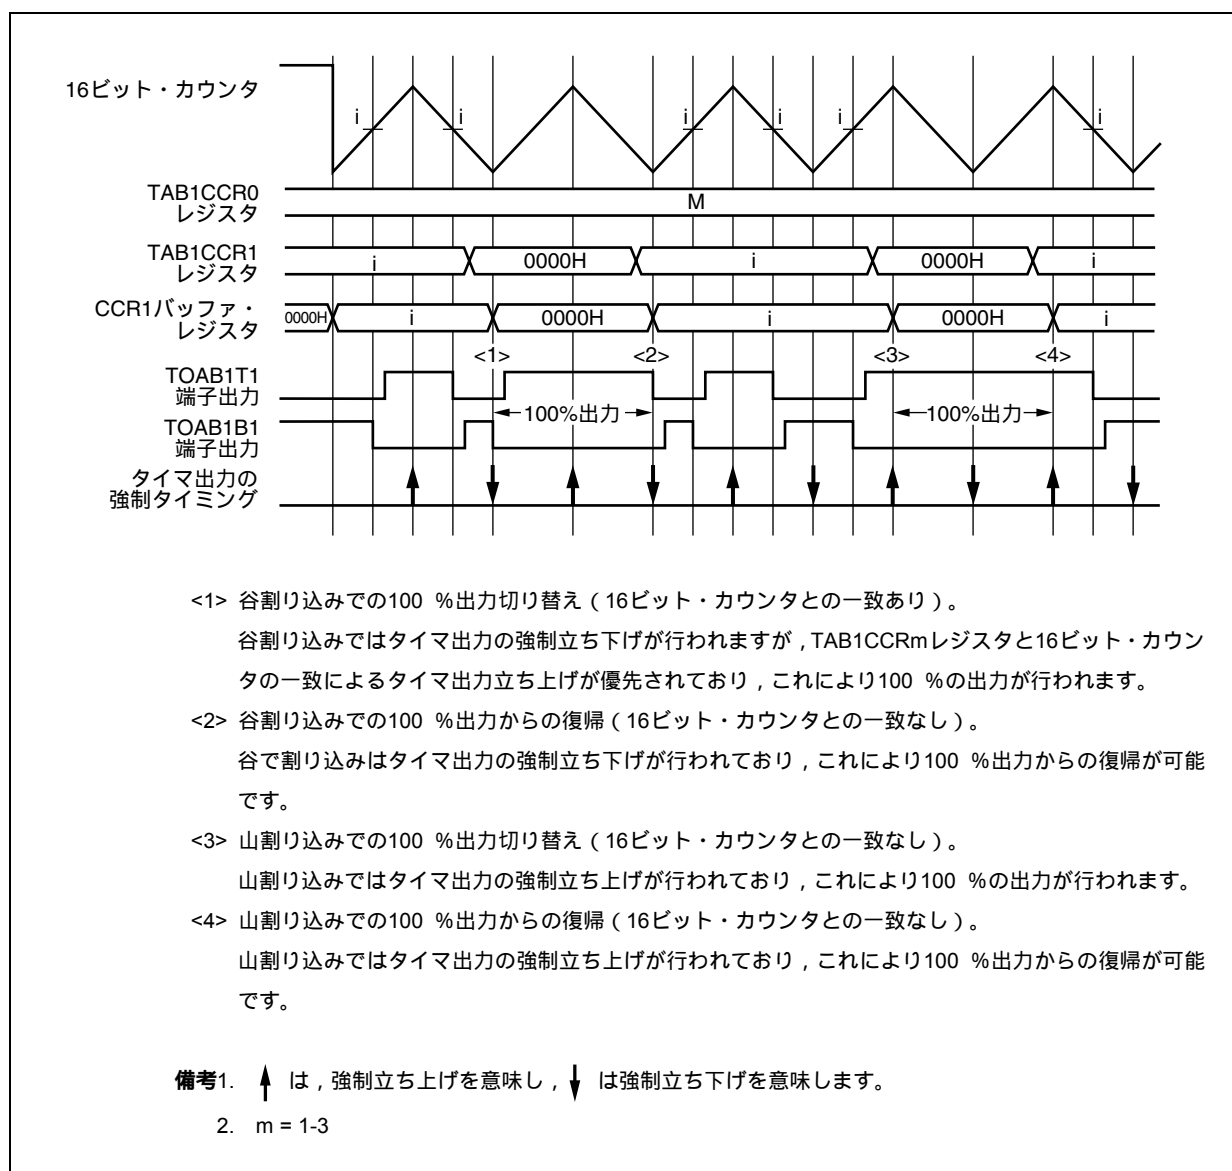 16ビット・カウンタ
i i i i i i
TAB1CCR0
レジスタ
M
TAB1CCR1
レジスタ
i 0000H i 0000H i
CCR1バッファ・
レジスタ
0000H i 0000H i 0000H i
<1> <2> <3> <4>
TOAB1T1
端子出力
100%出力 100%出力
TOAB1B1
端子出力
タイマ出力の
強制タイミング
<1> 谷割り込みでの100 %出力切り替え（16ビット・カウンタとの一致あり）。
谷割り込みではタイマ出力の強制立ち下げが行われますが，TAB1CCRmレジスタと16ビット・カウン
タの一致によるタイマ出力立ち上げが優先されており，これにより100 %の出力が行われます。
<2> 谷割り込みでの100 %出力からの復帰（16ビット・カウンタとの一致なし）。
谷で割り込みはタイマ出力の強制立ち下げが行われており，これにより100 %出力からの復帰が可能
です。
<3> 山割り込みでの100 %出力切り替え（16ビット・カウンタとの一致なし）。
山割り込みではタイマ出力の強制立ち上げが行われており，これにより100 %の出力が行われます。
<4> 山割り込みでの100 %出力からの復帰（16ビット・カウンタとの一致なし）。
山割り込みではタイマ出力の強制立ち上げが行われており，これにより100 %出力からの復帰が可能
です。
備考1. ↑ は，強制立ち上げを意味し，↓ は強制立ち下げを意味します。
2. m = 1-3